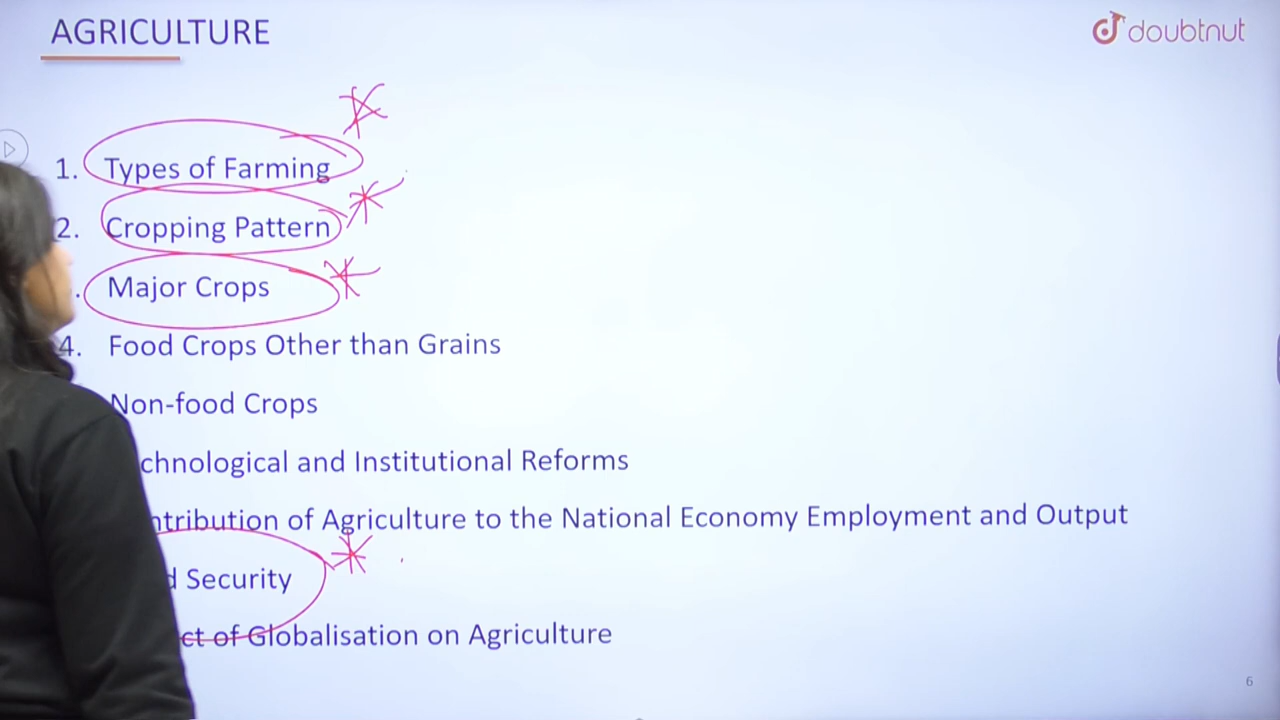 AGRICULTURE
doubtnut
1. Types of Farming
2. Cropping Pattern
. Major Crops
4. Food Crops Other than Grains
Non-food Crops
chnological and Institutional Reforms
ntribution of Agriculture to the National Economy Employment and Output
d Security
ct of Globalisation on Agriculture
6